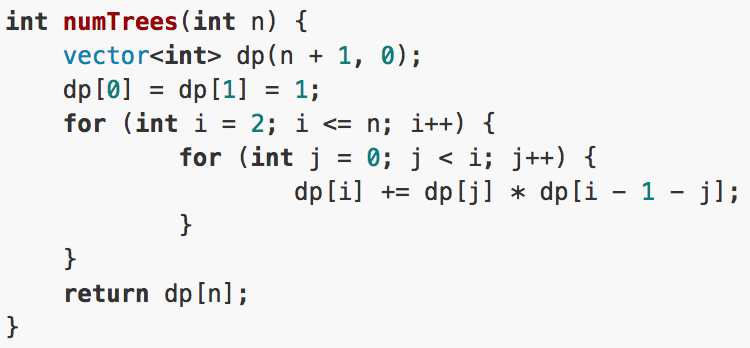 int numTrees(int n) {
    vector<int> dp(n + 1, 0);
    dp[0] = dp[1] = 1;
    for (int i = 2; i <= n; i++) {
            for (int j = 0; j < i; j++) {
                    dp[i] += dp[j] * dp[i - 1 - j];
            }
    }
    return dp[n];
}